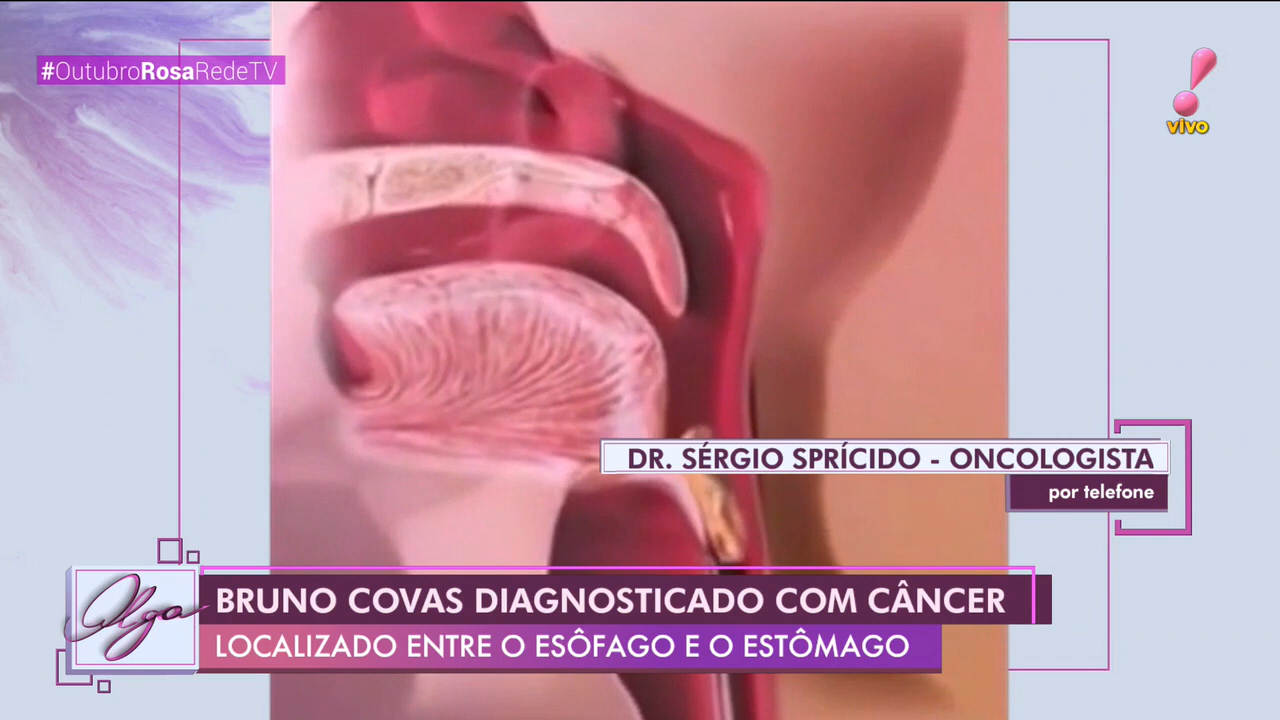 #OutubroRosaRedeTV
vivo
DR. SÉRGIO SPRÍCIDO - ONCOLOGISTA
por telefone
Olga
BRUNO COVAS DIAGNOSTICADO COM CÂNCER
LOCALIZADO ENTRE O ESÔFAGO E O ESTÔMAGO